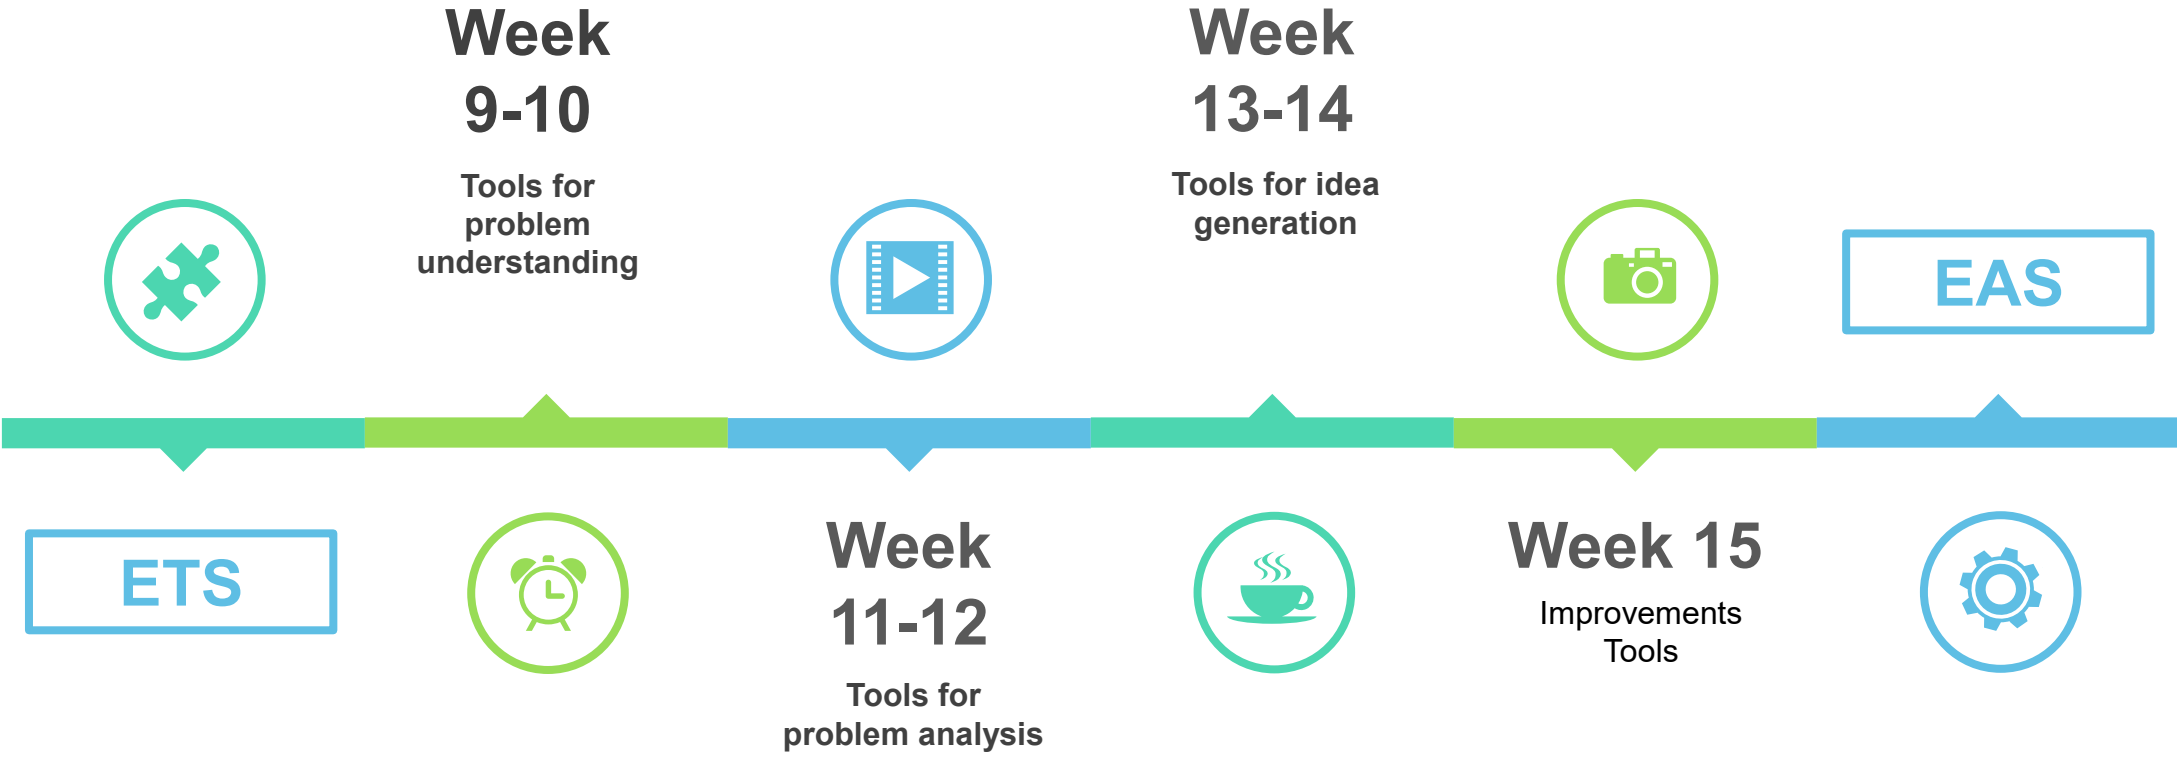 ETS
Week
9-10
Tools for
problem
understanding
Week
11-12
Tools for
problem analysis
Week
13-14
Tools for idea
generation
Week 15
Improvements
Tools
EAS